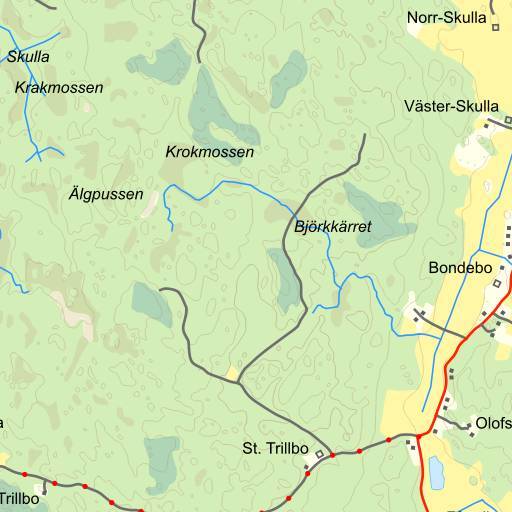 Norr-Skulla
Skulla
Krakmossen
Väster-Skulla
Krokmossen
Älgpussen
Björkkärret
Bondebo
Olofs
St. Trillbo
Trillbo